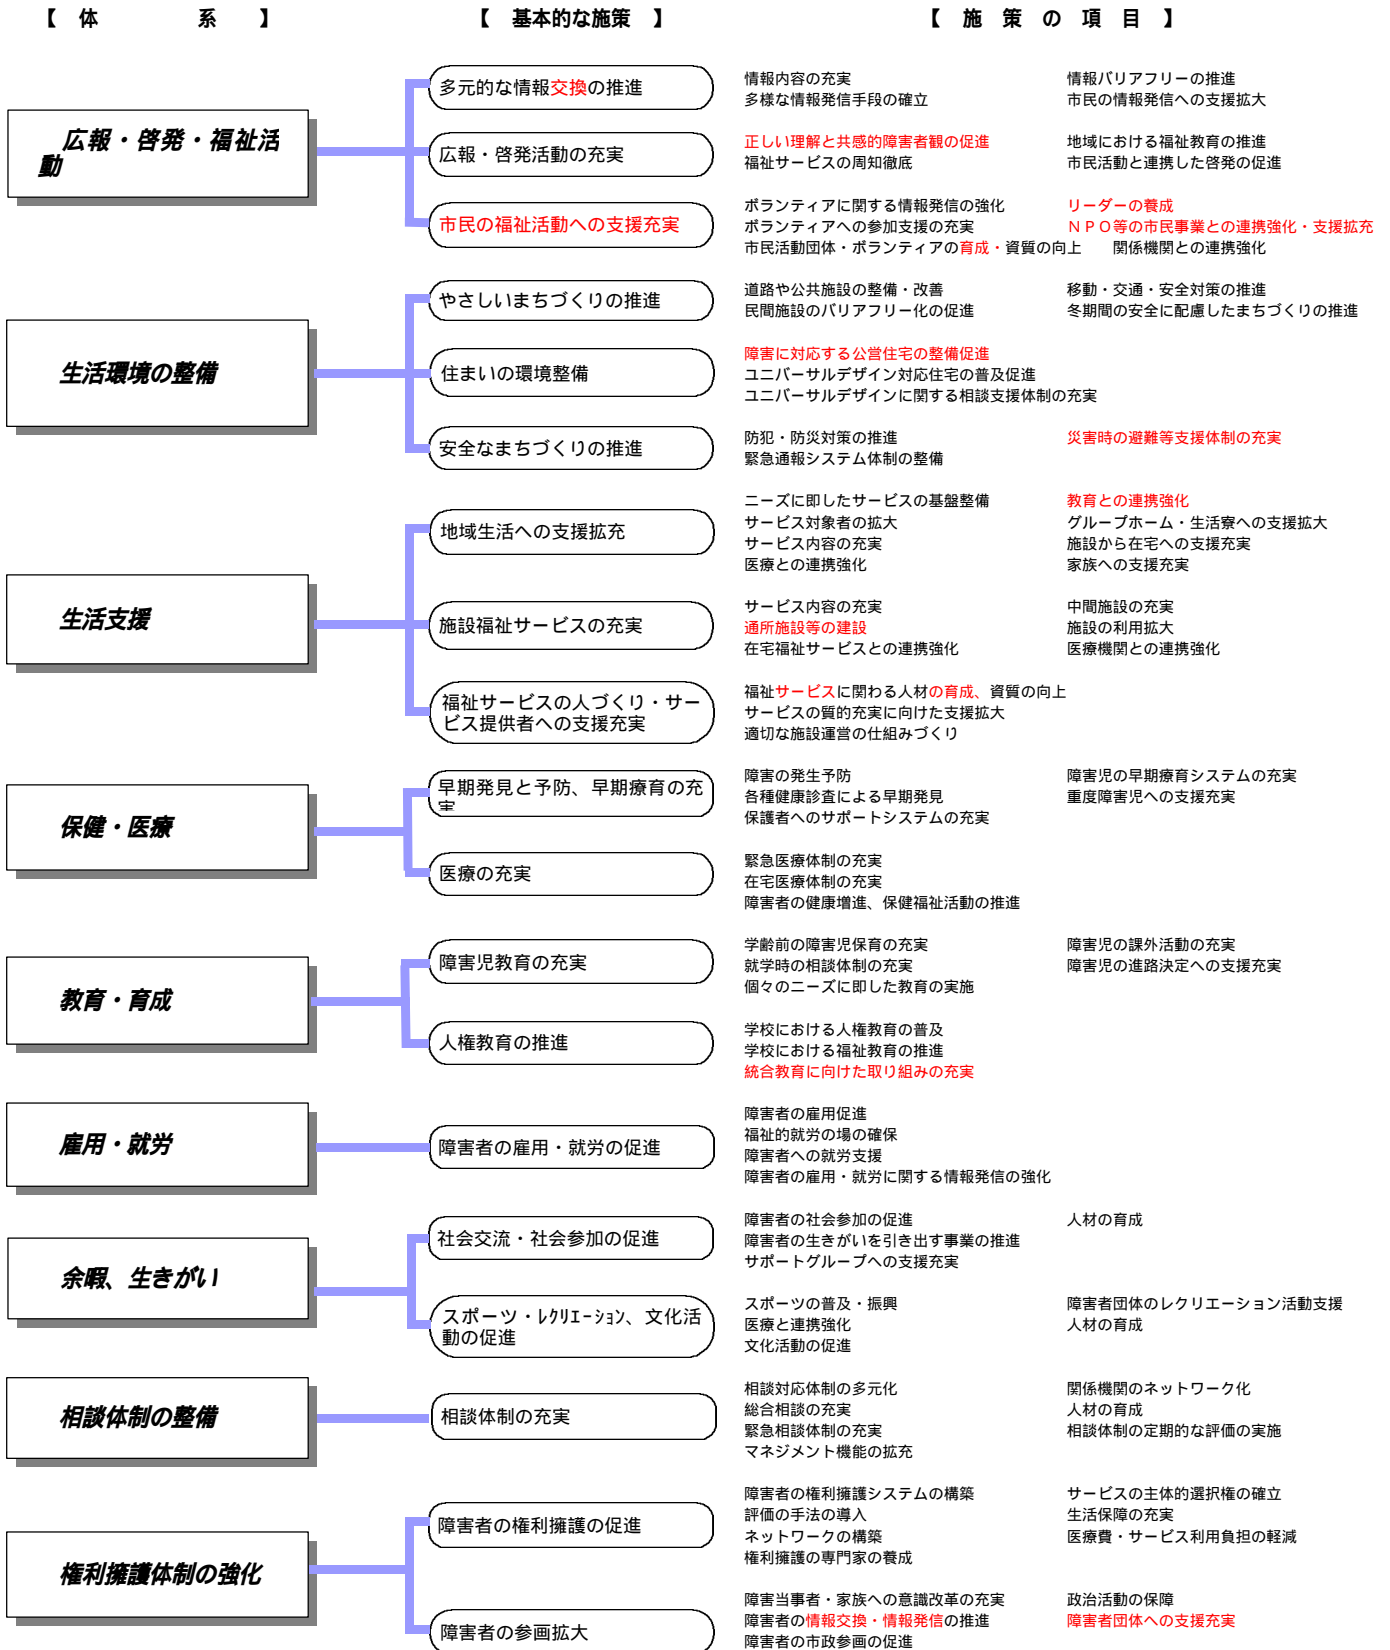 【　体　　　　系　　】
【　基本的な施策　】
【　施　策　の　項　目　】
広報・啓発・福祉活
動
多元的な情報交換の推進
情報内容の充実
情報バリアフリーの推進
多様な情報発信手段の確立
市民の情報発信への支援拡大
広報・啓発活動の充実
正しい理解と共感的障害者観の促進
地域における福祉教育の推進
福祉サービスの周知徹底
市民活動と連携した啓発の促進
市民の福祉活動への支援充実
ボランティアに関する情報発信の強化
リーダーの養成
ボランティアへの参加支援の充実
ＮＰＯ等の市民事業との連携強化・支援拡充
市民活動団体・ボランティアの育成・資質の向上
関係機関との連携強化
生活環境の整備
やさしいまちづくりの推進
道路や公共施設の整備・改善
移動・交通・安全対策の推進
民間施設のバリアフリー化の促進
冬期間の安全に配慮したまちづくりの推進
住まいの環境整備
障害に対応する公営住宅の整備促進
ユニバーサルデザイン対応住宅の普及促進
ユニバーサルデザインに関する相談支援体制の充実
安全なまちづくりの推進
防犯・防災対策の推進
災害時の避難等支援体制の充実
緊急通報システム体制の整備
生活支援
地域生活への支援拡充
ニーズに即したサービスの基盤整備
教育との連携強化
サービス対象者の拡大
グループホーム・生活寮への支援拡大
サービス内容の充実
施設から在宅への支援充実
医療との連携強化
家族への支援充実
施設福祉サービスの充実
サービス内容の充実
中間施設の充実
通所施設等の建設
施設の利用拡大
在宅福祉サービスとの連携強化
医療機関との連携強化
福祉サービスの人づくり・サー
ビス提供者への支援充実
福祉サービスに関わる人材の育成、資質の向上
サービスの質的充実に向けた支援拡大
適切な施設運営の仕組みづくり
保健・医療
早期発見と予防、早期療育の充
実
障害の発生予防
障害児の早期療育システムの充実
各種健康診査による早期発見
重度障害児への支援充実
保護者へのサポートシステムの充実
医療の充実
緊急医療体制の充実
在宅医療体制の充実
障害者の健康増進、保健福祉活動の推進
教育・育成
障害児教育の充実
学齢前の障害児保育の充実
障害児の課外活動の充実
就学時の相談体制の充実
障害児の進路決定への支援充実
個々のニーズに即した教育の実施
人権教育の推進
学校における人権教育の普及
学校における福祉教育の推進
統合教育に向けた取り組みの充実
雇用・就労
障害者の雇用・就労の促進
障害者の雇用促進
福祉的就労の場の確保
障害者への就労支援
障害者の雇用・就労に関する情報発信の強化
余暇、生きがい
社会交流・社会参加の促進
障害者の社会参加の促進
人材の育成
障害者の生きがいを引き出す事業の推進
サポートグループへの支援充実
スポーツ・ﾚｸﾘｴｰｼｮﾝ、文化活
動の促進
スポーツの普及・振興
障害者団体のレクリエーション活動支援
医療と連携強化
人材の育成
文化活動の促進
相談体制の整備
相談体制の充実
相談対応体制の多元化
関係機関のネットワーク化
総合相談の充実
人材の育成
緊急相談体制の充実
相談体制の定期的な評価の実施
マネジメント機能の拡充
権利擁護体制の強化
障害者の権利擁護の促進
障害者の権利擁護システムの構築
サービスの主体的選択権の確立
評価の手法の導入
生活保障の充実
ネットワークの構築
医療費・サービス利用負担の軽減
権利擁護の専門家の養成
障害者の参画拡大
障害当事者・家族への意識改革の充実
政治活動の保障
障害者の情報交換・情報発信の推進
障害者団体への支援充実
障害者の市政参画の促進